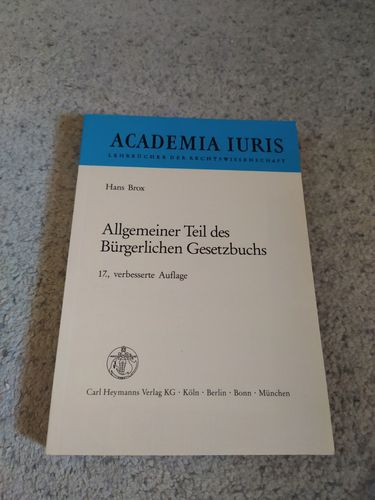 ACADEMIA IURIS
LEHRBÜCHER DER RECHTSWISSENSCHAFT
Hans Brox
Allgemeiner Teil des
Bürgerlichen Gesetzbuchs
17., verbesserte Auflage
Carl Heymanns Verlag KG · Köln · Berlin · Bonn · München